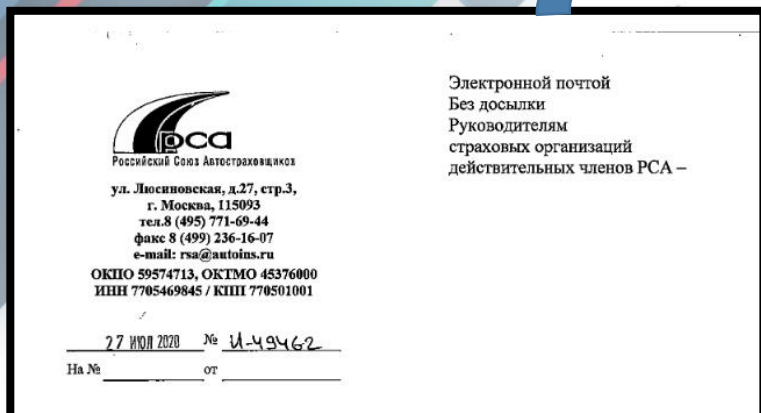 рса
Российский Союз Автостраховщиков
ул. Люсиновская, д.27, стр.3,
г. Москва, 115093
тел.8 (495) 771-69-44
факс 8 (499) 236-16-07
e-mail: rsa@autoins.ru
ОКПО 59574713, ОКТМО 45376000
ИНН 7705469845 / КПП 770501001
27 ИЮЛ 2020 № И-49462
На № от
Электронной почтой
Без досылки
Руководителям
страховых организаций
действительных членов РСА –